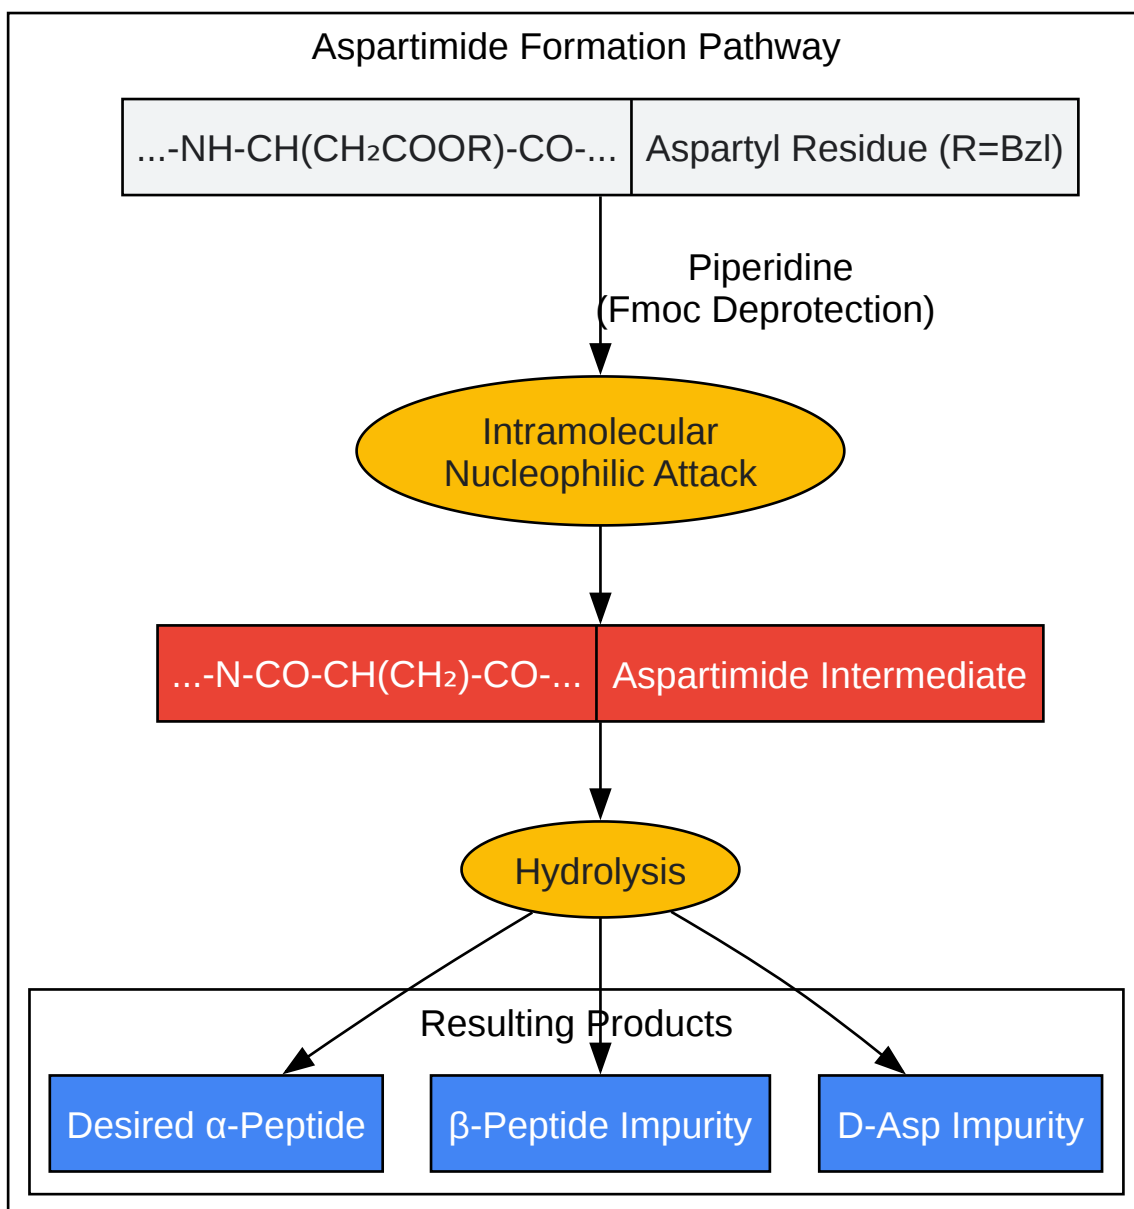 Aspartimide Formation Pathway
...-NH-CH(CH₂COOR)-CO-...
Aspartyl Residue (R=Bzl)
Piperidine
(Fmoc Deprotection)
Intramolecular
Nucleophilic Attack
...-N-CO-CH(CH₂)-CO-...
Aspartimide Intermediate
Hydrolysis
Resulting Products
Desired α-Peptide
β-Peptide Impurity
D-Asp Impurity